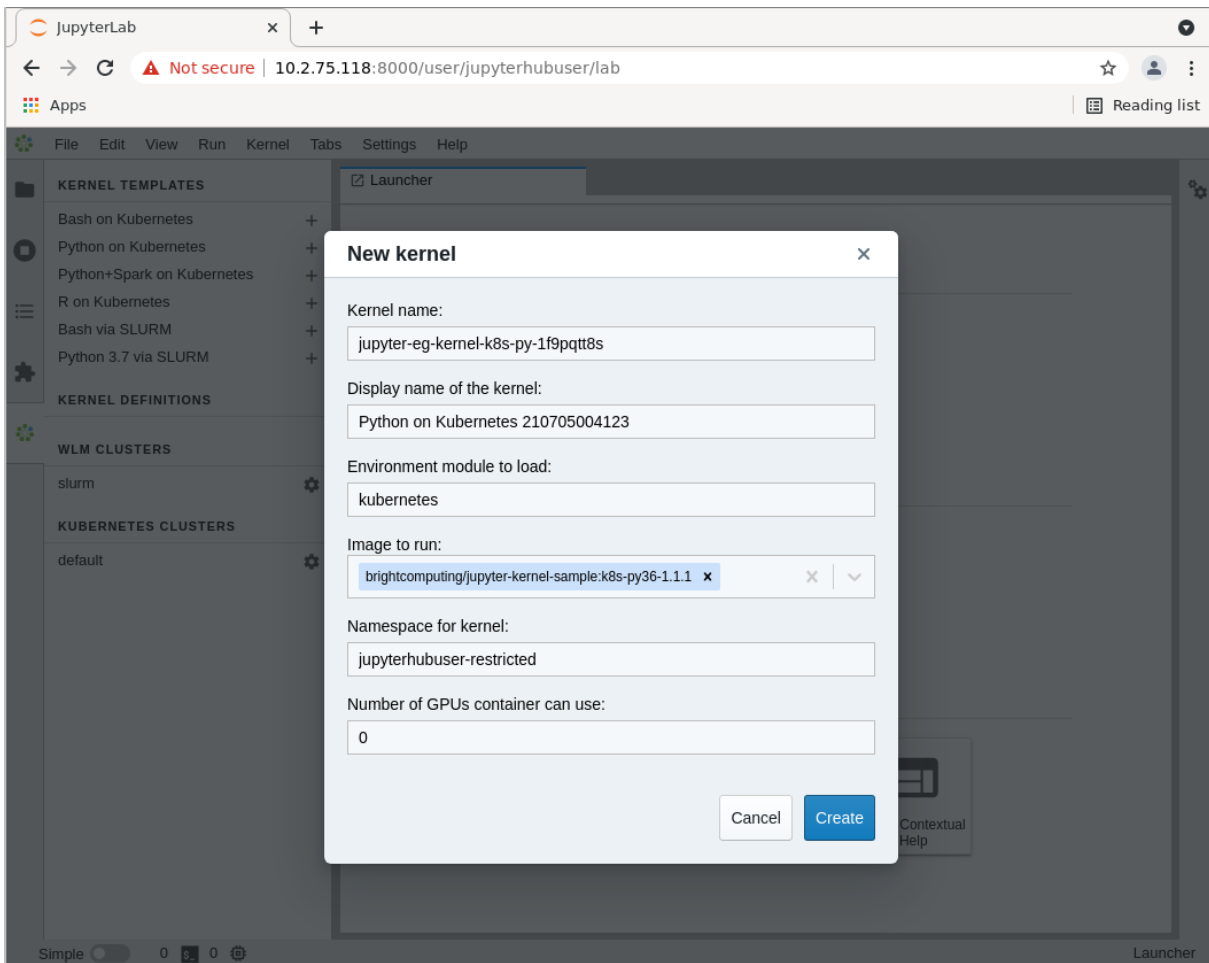 JupyterLab
Not secure | 10.2.75.118:8000/user/jupyterhubuser/lab
Apps
Reading list
File Edit View Run Kernel Tabs Settings Help
KERNEL TEMPLATES
Bash on Kubernetes
Python on Kubernetes
Python+Spark on Kubernetes
R on Kubernetes
Bash via SLURM
Python 3.7 via SLURM
KERNEL DEFINITIONS
WLM CLUSTERS
slurm
KUBERNETES CLUSTERS
default
Launcher
New kernel
Kernel name:
jupyter-eg-kernel-k8s-py-1f9pqtt8s
Display name of the kernel:
Python on Kubernetes 210705004123
Environment module to load:
kubernetes
Image to run:
brightcomputing/jupyter-kernel-sample:k8s-py36-1.1.1
Namespace for kernel:
jupyterhubuser-restricted
Number of GPUs container can use:
0
Cancel Create
Contextual
Help
Simple 0 $_ 0 Launcher